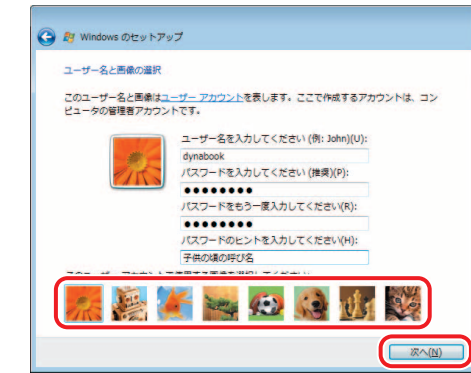 Windows のセットアップ
ユーザー名と画像の選択
このユーザー名と画像はユーザー アカウントを表します。ここで作成するアカウントは、コン
ピュータの管理者アカウントです。
ユーザー名を入力してください (例: John)(U):
dynabook
パスワードを入力してください (推奨)(P):
●●●●●●●●
パスワードをもう一度入力してください(R):
●●●●●●●●
パスワードのヒントを入力してください(H):
子供の頃の呼び名
次へ(N)